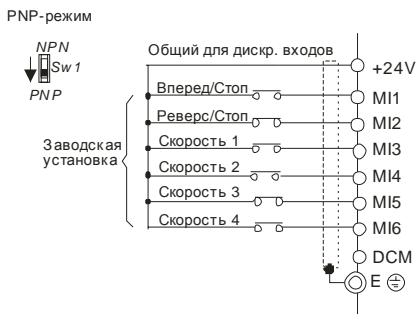 PNP-режим
NPN
Sw1
PNP
Общий для дискр. входов
+24V
Вперед/Стоп
MI1
Реверс/Стоп
MI2
Заводская
установка
Скорость 1
MI3
Скорость 2
MI4
Скорость 3
MI5
Скорость 4
MI6
DCM
E